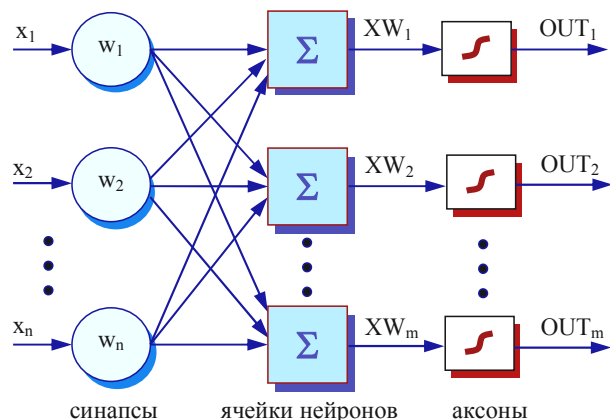 x₁ w₁ Σ XW₁ OUT₁
x₂ w₂ Σ XW₂ OUT₂
xₙ wₙ Σ XWₘ OUTₘ
синапсы ячейки нейронов аксоны